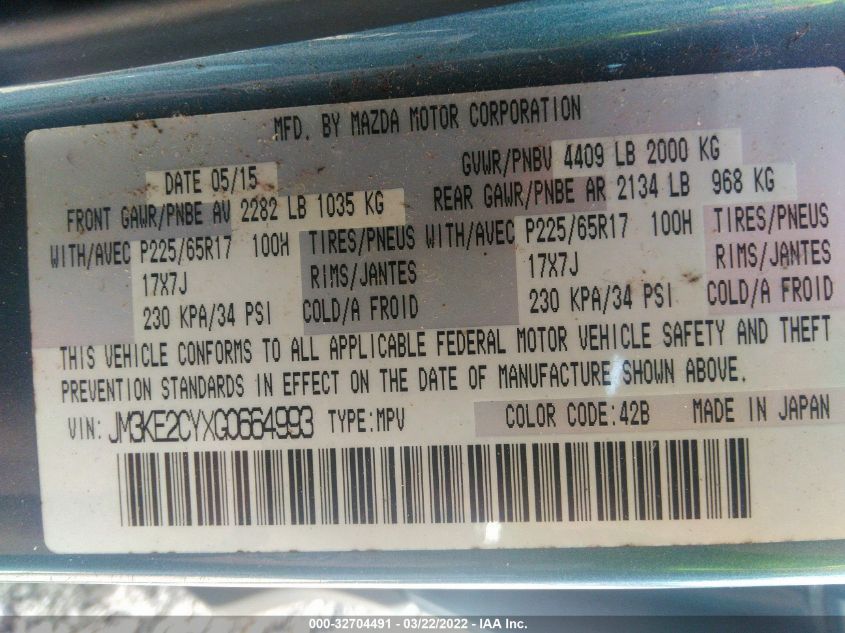 MFD. BY MAZDA MOTOR CORPORATION
DATE 05/15 GVWR/PNBV 4409 LB 2000 KG
FRONT GAWR/PNBE AV 2282 LB 1035 KG REAR GAWR/PNBE AR 2134 LB 968 KG
WITH/AVEC P225/65R17 100H TIRES/PNEUS WITH/AVEC P225/65R17 100H TIRES/PNEUS
17X7J RIMS/JANTES 17X7J RIMS/JANTES
230 KPA/34 PSI COLD/A FROID 230 KPA/34 PSI COLD/A FROID
THIS VEHICLE CONFORMS TO ALL APPLICABLE FEDERAL MOTOR VEHICLE SAFETY AND THEFT
PREVENTION STANDARDS IN EFFECT ON THE DATE OF MANUFACTURE SHOWN ABOVE.
VIN: JM3KE2CYXG0664993 TYPE:MPV COLOR CODE:42B MADE IN JAPAN
000-32704491 - 03/22/2022 - IAA Inc.